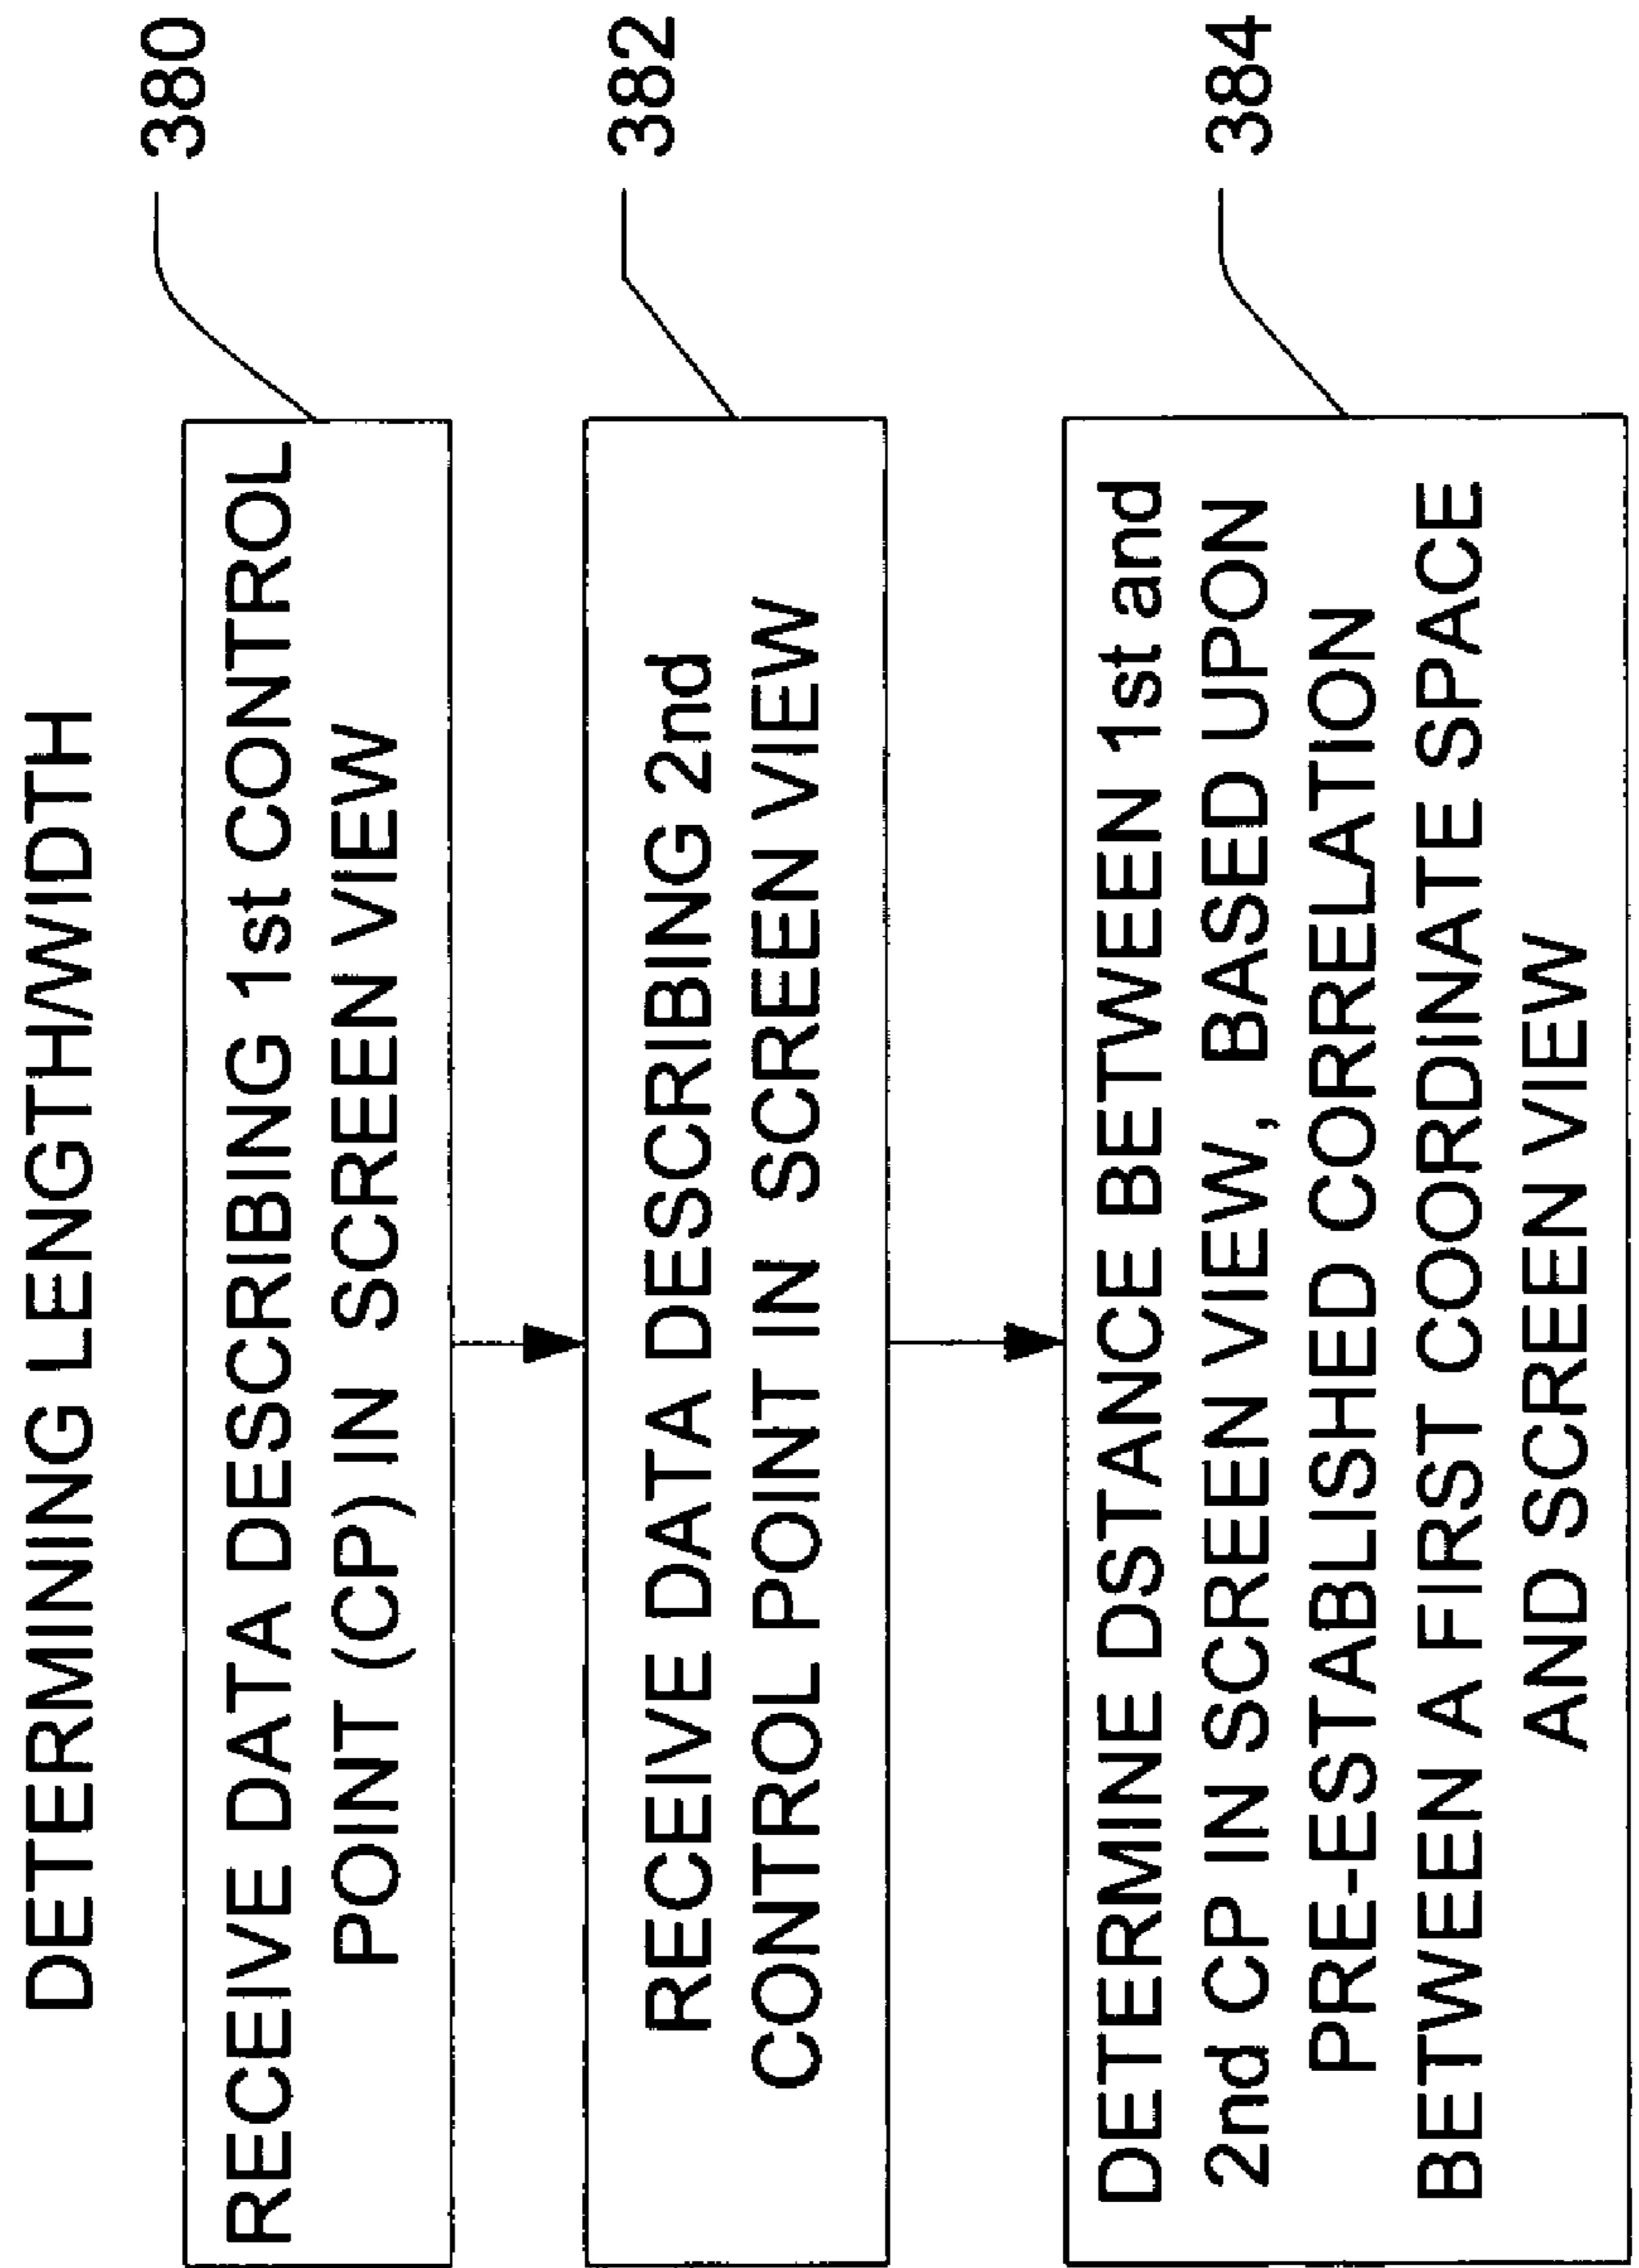 DETERMINING LENGTH/WIDTH
RECEIVE DATA DESCRIBING 1st CONTROL
POINT (CP) IN SCREEN VIEW
380
RECEIVE DATA DESCRIBING 2nd
CONTROL POINT IN SCREEN VIEW
382
DETERMINE DSTANCE BETWEEN 1st and
2nd CP IN SCREEN VIEW, BASED UPON
PRE-ESTABLISHED CORRELATION
BETWEEN A FIRST COORDINATE SPACE
AND SCREEN VIEW
384